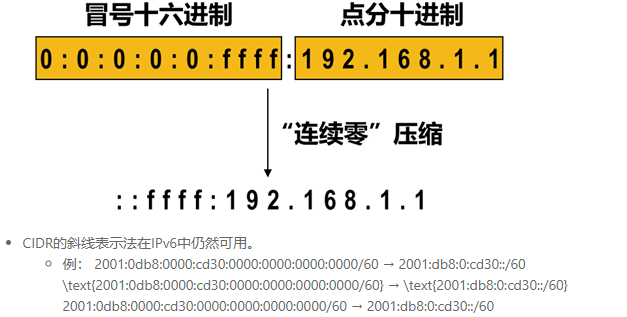 冒号十六进制 点分十进制
0:0:0:0:0:ffff:192.168.1.1
“连续零”压缩
::ffff:192.168.1.1
CIDR的斜线表示法在IPv6中仍然可用。
例： 2001:0db8:0000:cd30:0000:0000:0000:0000/60 → 2001:db8:0:cd30::/60
\text{2001:0db8:0000:cd30:0000:0000:0000:0000/60} → \text{2001:db8:0:cd30::/60}
2001:0db8:0000:cd30:0000:0000:0000:0000/60 → 2001:db8:0:cd30::/60